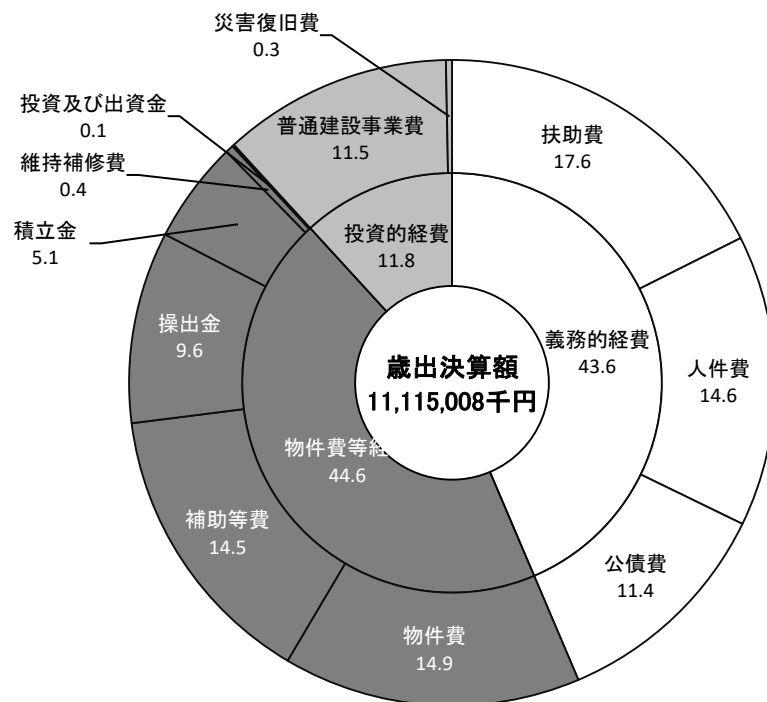 災害復旧費
0.3
投資及び出資金
0.1
普通建設事業費
11.5
扶助費
17.6
維持補修費
0.4
積立金
5.1
投資的経費
11.8
操出金
9.6
義務的経費
43.6
人件費
14.6
歳出決算額
11,115,008千円
物件費等経
44.6
補助等費
14.5
公債費
11.4
物件費
14.9